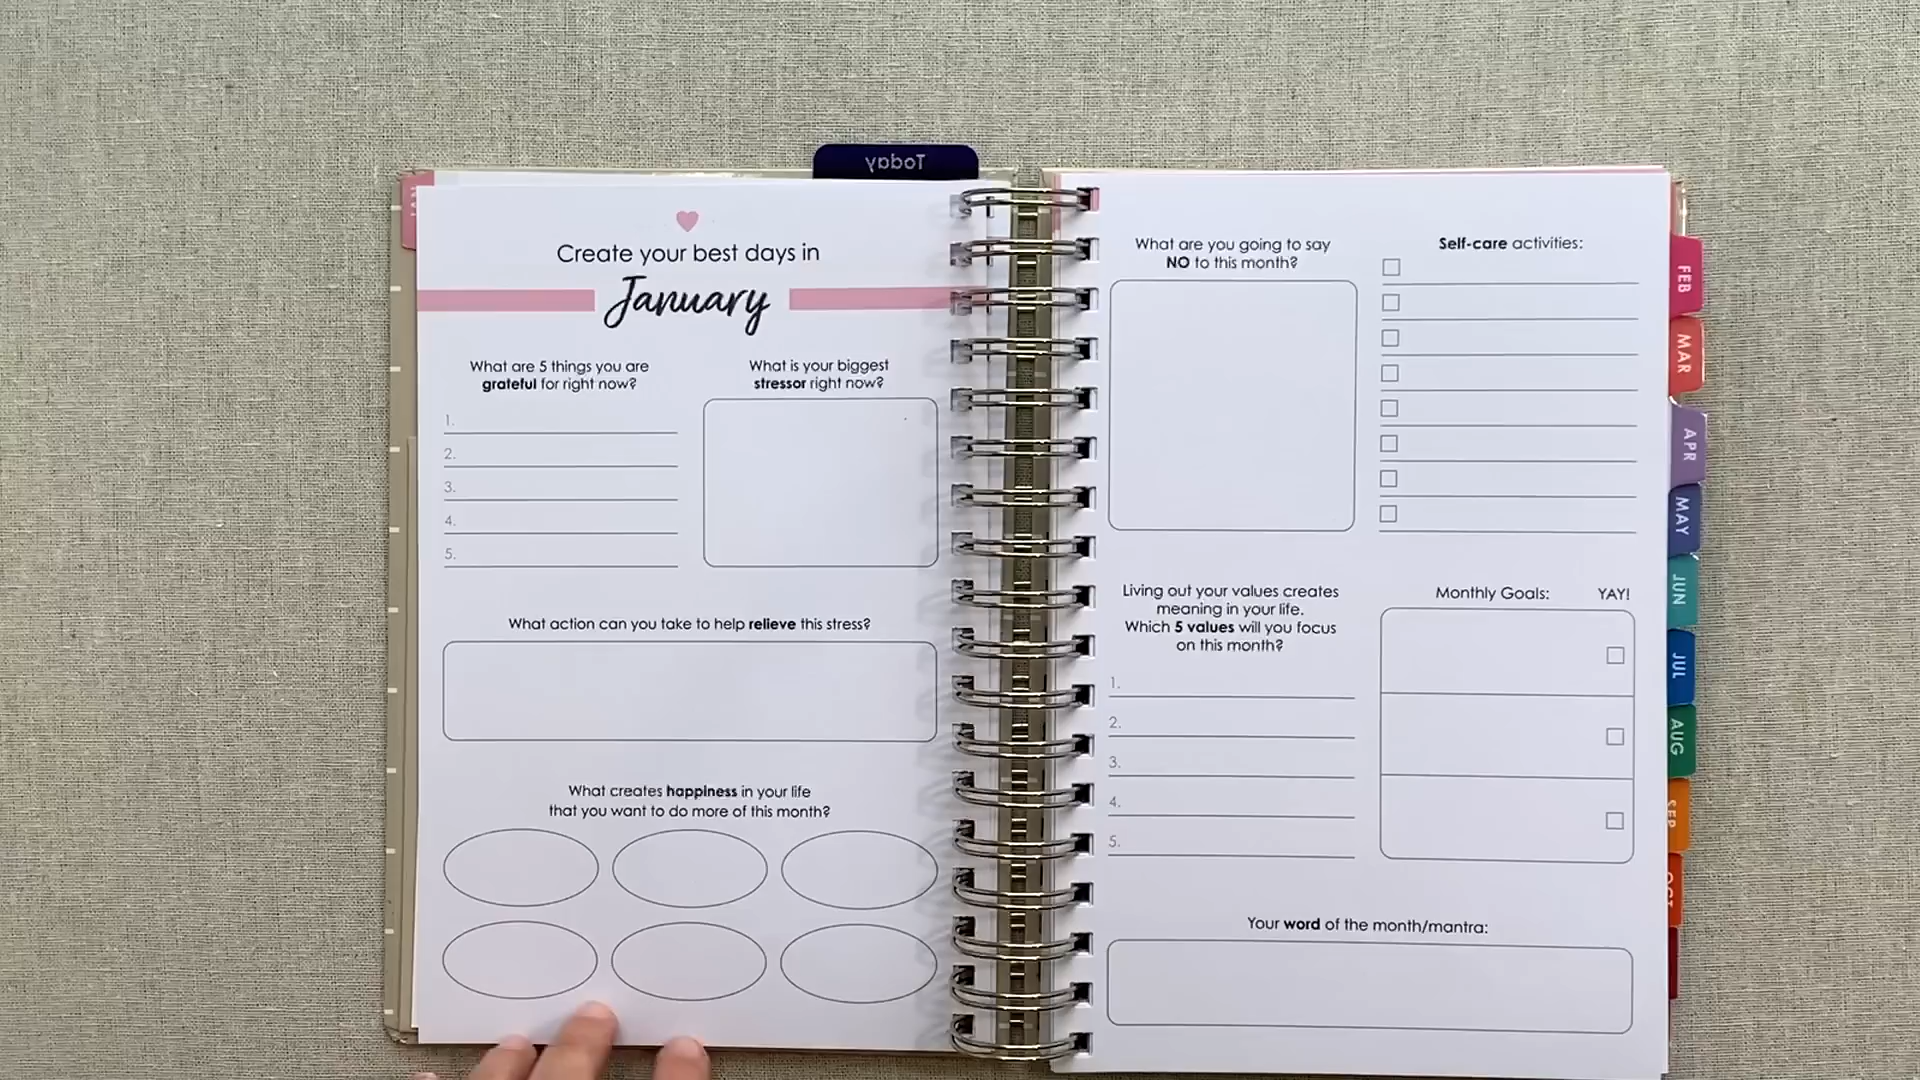 Today
Create your best days in
January
What are 5 things you are
grateful for right now?
1.
2.
3.
4.
5.
What is your biggest
stressor right now?
What action can you take to help relieve this stress?
What creates happiness in your life
that you want to do more of this month?
What are you going to say
NO to this month?
Self-care activities:
Living out your values creates
meaning in your life.
Which 5 values will you focus
on this month?
1.
2.
3.
4.
5.
Monthly Goals: YAY!
Your word of the month/mantra:
FEB
MAR
APR
MAY
JUN
JUL
AUG
SEP
OCT